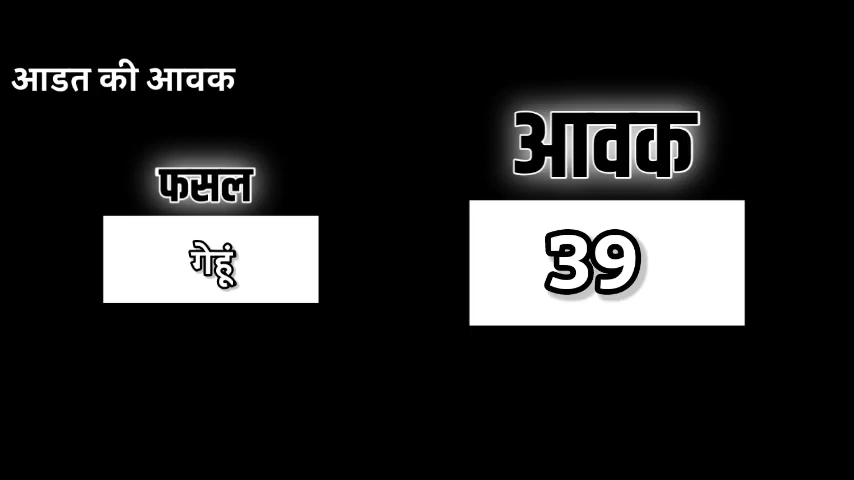 आडत की आवक
आवक
फसल
गेहूं
39